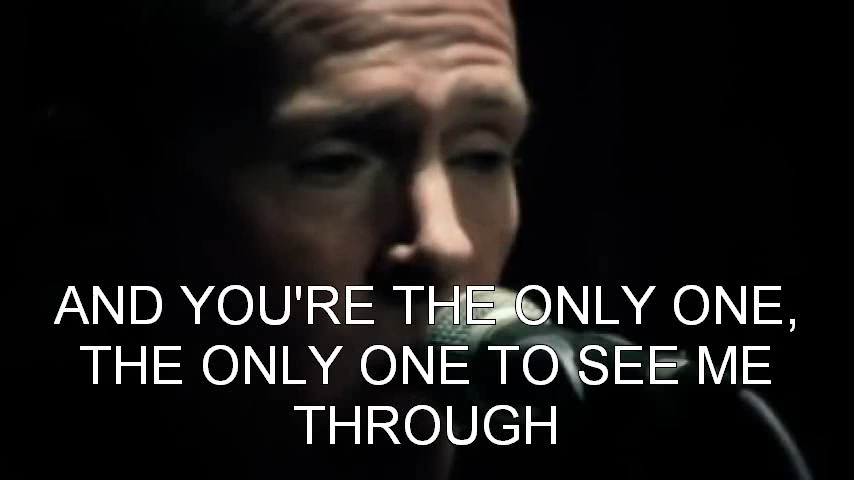 AND YOU'RE THE ONLY ONE,
THE ONLY ONE TO SEE ME
THROUGH